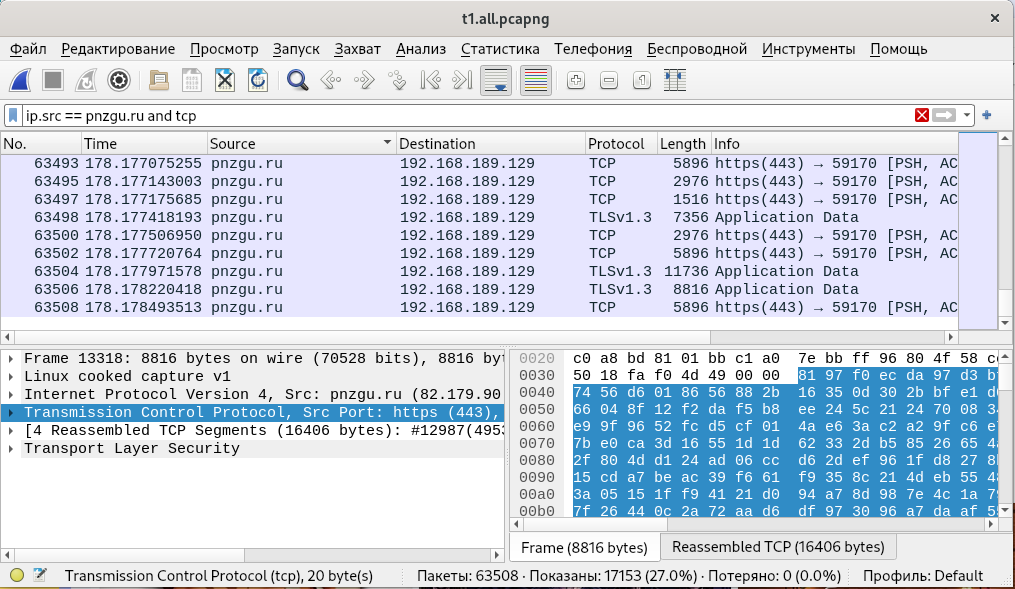 t1.all.pcapng
Файл Редактирование Просмотр Запуск Захват Анализ Статистика Телефония Беспроводной Инструменты Помощь
ip.src == pnzgu.ru and tcp
No. Time Source Destination Protocol Length Info
63493 178.177075255 pnzgu.ru 192.168.189.129 TCP 5896 https(443) → 59170 [PSH, AC
63495 178.177143003 pnzgu.ru 192.168.189.129 TCP 2976 https(443) → 59170 [PSH, AC
63497 178.177175685 pnzgu.ru 192.168.189.129 TCP 1516 https(443) → 59170 [PSH, AC
63498 178.177418193 pnzgu.ru 192.168.189.129 TLSv1.3 7356 Application Data
63500 178.177506950 pnzgu.ru 192.168.189.129 TCP 2976 https(443) → 59170 [PSH, AC
63502 178.177720764 pnzgu.ru 192.168.189.129 TCP 5896 https(443) → 59170 [PSH, AC
63504 178.177971578 pnzgu.ru 192.168.189.129 TLSv1.3 11736 Application Data
63506 178.178220418 pnzgu.ru 192.168.189.129 TLSv1.3 8816 Application Data
63508 178.178493513 pnzgu.ru 192.168.189.129 TCP 5896 https(443) → 59170 [PSH, AC
Frame 13318: 8816 bytes on wire (70528 bits), 8816 by
Linux cooked capture v1
Internet Protocol Version 4, Src: pnzgu.ru (82.179.90
Transmission Control Protocol, Src Port: https (443),
[4 Reassembled TCP Segments (16406 bytes): #12987(495
Transport Layer Security
0020 c0 a8 bd 81 01 bb c1 a0 7e bb ff 96 80 4f 58
0030 50 18 fa f0 4d 49 00 00 81 97 f0 ec da 97 d3
0040 74 56 d6 01 86 56 88 2b 16 35 0d 30 2b bf e1
0050 66 04 8f 12 f2 da f5 b8 ee 24 5c 21 24 70 08
0060 e9 9f 96 52 fc d5 cf 01 4a e6 3a c2 a2 9f c6
0070 7b e0 ca 3d 16 55 1d 1d 62 33 2d b5 85 26 65
0080 2f 80 4d d1 24 ad 06 cc d6 2d ef 96 1f d8 27
0090 15 cd a7 be ac 39 f6 61 f9 35 8c 21 4d eb 55
00a0 3a 05 15 1f f9 41 21 d0 94 a7 8d 98 7e 4c 1a
00b0 7f 26 44 0c 2a 72 aa d6 df 97 30 96 a7 da af
Frame (8816 bytes) Reassembled TCP (16406 bytes)
Transmission Control Protocol (tcp), 20 byte(s) Пакеты: 63508 · Показаны: 17153 (27.0%) · Потеряно: 0 (0.0%) Профиль: Default